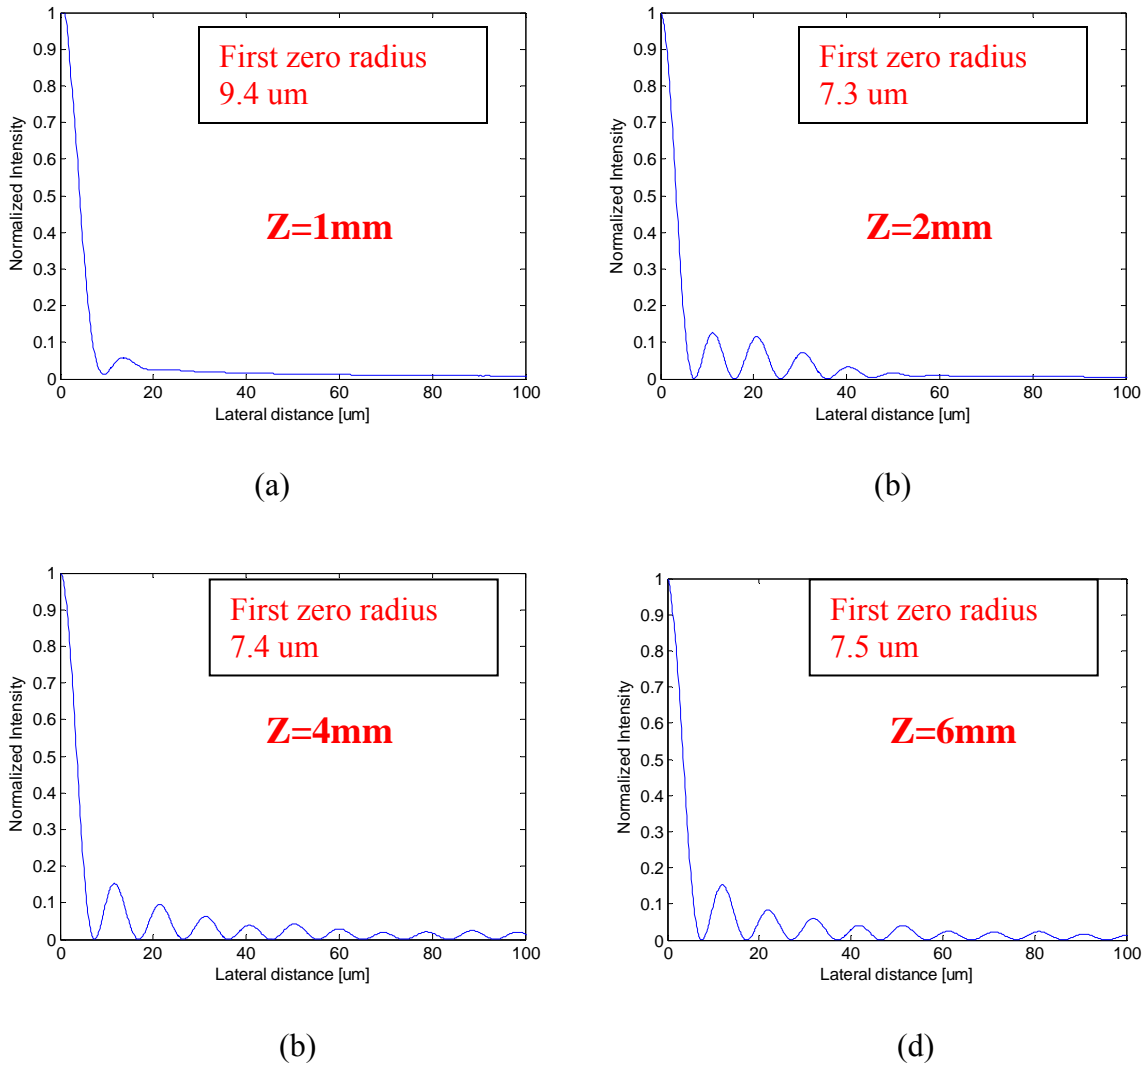 1
0.9
0.8
0.7
0.6
0.5
0.4
0.3
0.2
0.1
0
Normalized Intensity
First zero radius
9.4 um
Z=1mm
0 20 40 60 80 100
Lateral distance [um]
(a)
1
0.9
0.8
0.7
0.6
0.5
0.4
0.3
0.2
0.1
0
Normalized Intensity
First zero radius
7.3 um
Z=2mm
0 20 40 60 80 100
Lateral distance [um]
(b)
1
0.9
0.8
0.7
0.6
0.5
0.4
0.3
0.2
0.1
0
Normalized Intensity
First zero radius
7.4 um
Z=4mm
0 20 40 60 80 100
Lateral distance [um]
(b)
1
0.9
0.8
0.7
0.6
0.5
0.4
0.3
0.2
0.1
0
Normalized Intensity
First zero radius
7.5 um
Z=6mm
0 20 40 60 80 100
Lateral distance [um]
(d)